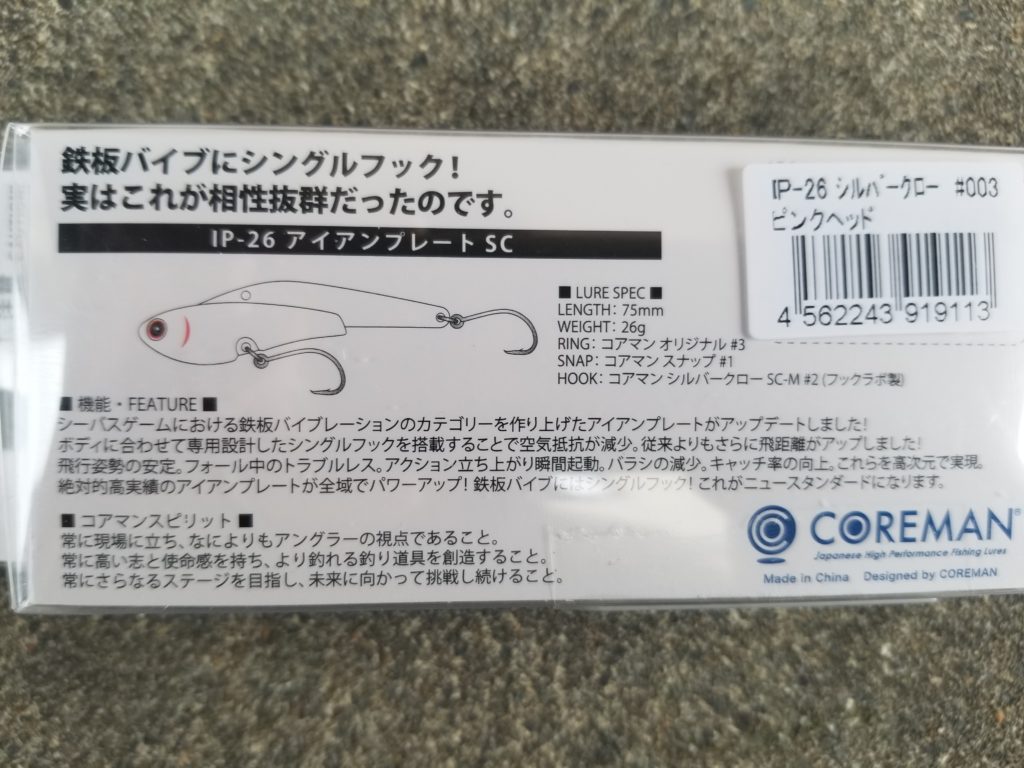 鉄板バイブにシングルフック!
実はこれが相性抜群だったのです。
IP-26 アイアンプレート SC
IP-26 シルバークロー #003
ピンクヘッド
4 562243 919113
■ LURE SPEC ■
LENGTH: 75mm
WEIGHT: 26g
RING: コアマン オリジナル #3
SNAP: コアマン スナップ #1
HOOK: コアマン シルバークロー SC-M #2 (フックラボ製)
■ 機能・FEATURE ■
シーバスゲームにおける鉄板バイブレーションのカテゴリーを作り上げたアイアンプレートがアップデートしました!
ボディに合わせて専用設計したシングルフックを搭載することで空気抵抗が減少。従来よりもさらに飛距離がアップしました!
飛行姿勢の安定。フォール中のトラブルレス。アクション立ち上がり瞬間起動。バラシの減少。キャッチ率の向上。これらを高次元で実現。
絶対的高実績のアイアンプレートが全域でパワーアップ! 鉄板バイブにはシングルフック! これがニュースタンダードになります。
■ コアマンスピリット ■
常に現場に立ち、なによりもアングラーの視点であること。
常に高い志と使命感を持ち、より釣れる釣り道具を創造すること。
常にさらなるステージを目指し、未来に向かって挑戦し続けること。
COREMAN®
Japanese High Performance Fishing Lures
Made in China Designed by COREMAN